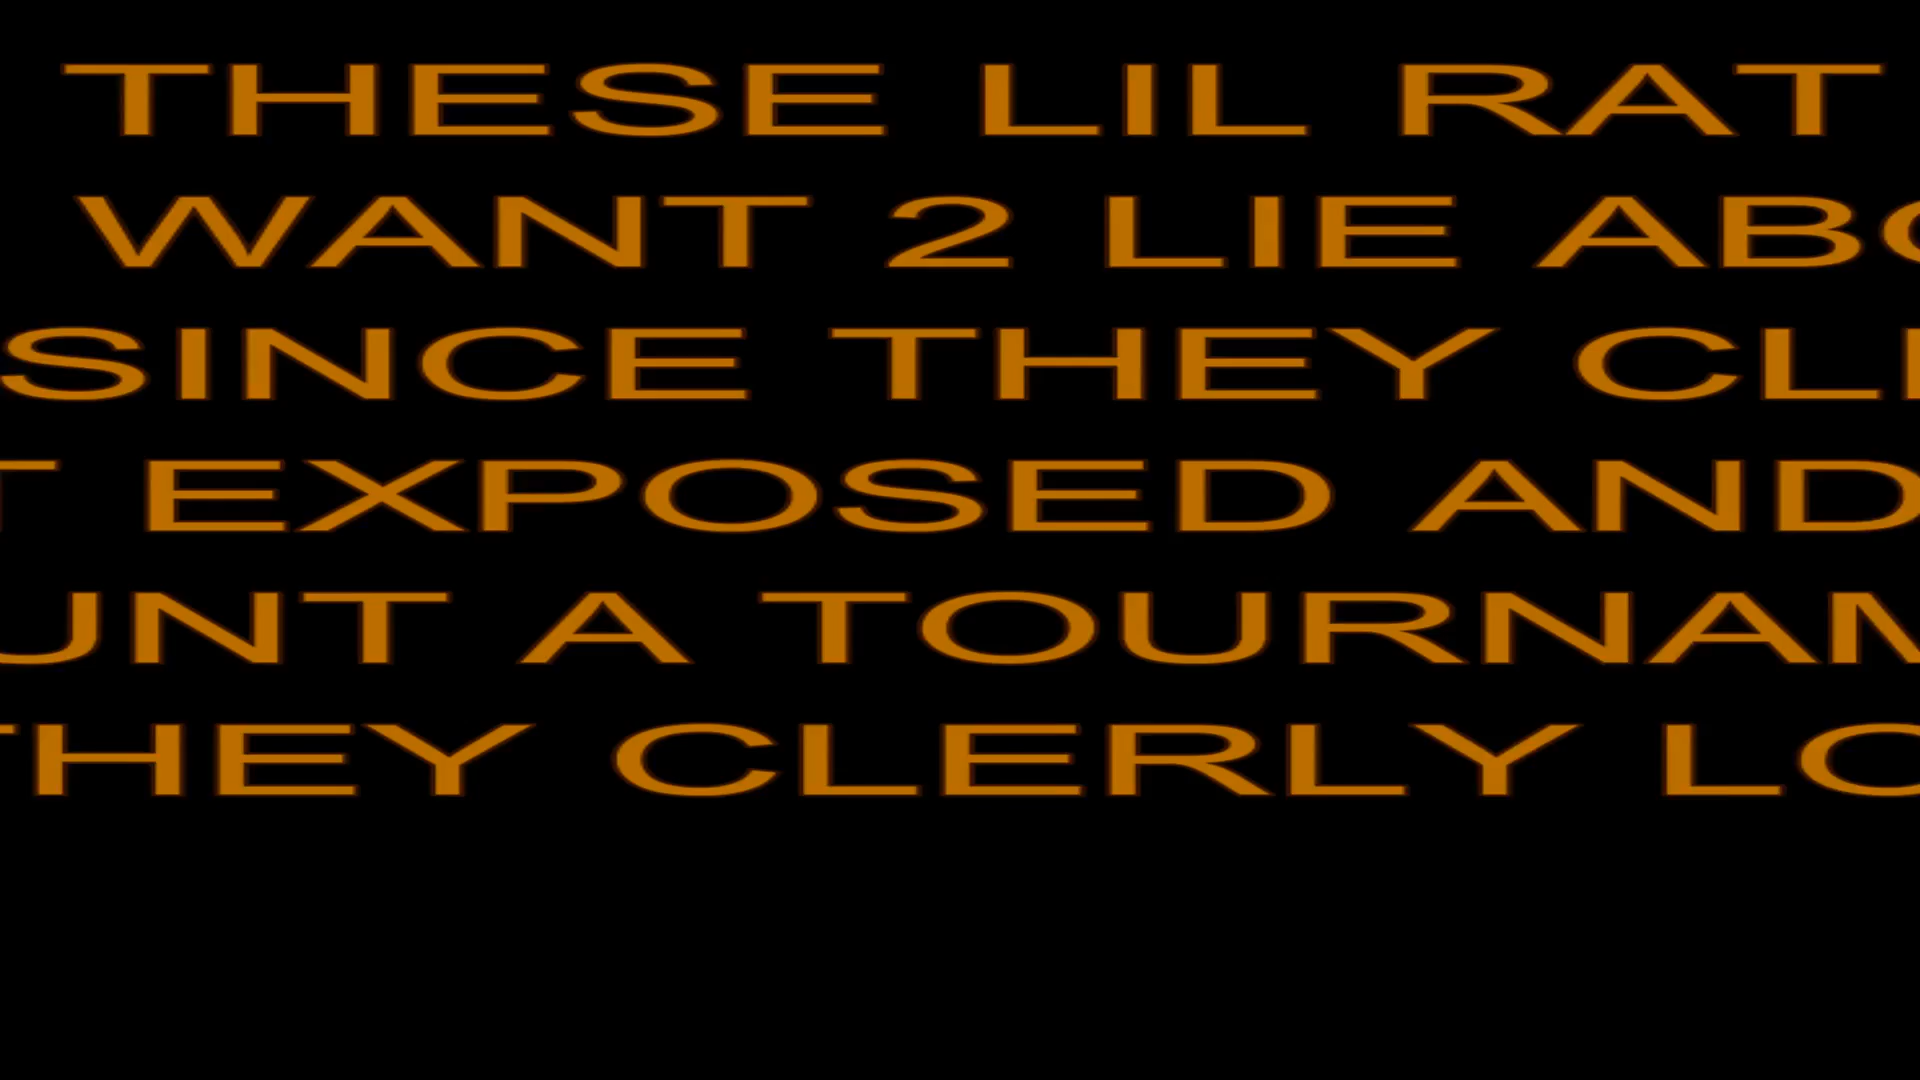 THESE LIL RAT
WANT 2 LIE ABO
SINCE THEY CL
T EXPOSED AND
UNT A TOURNAM
THEY CLERLY LO